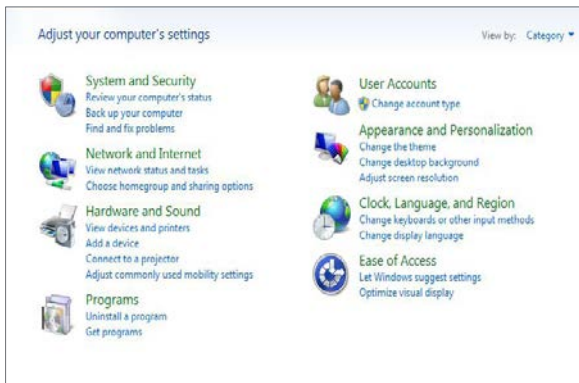 Adjust your computer's settings
View by: Category
System and Security
Review your computer's status
Back up your computer
Find and fix problems
Network and Internet
View network status and tasks
Choose homegroup and sharing options
Hardware and Sound
View devices and printers
Add a device
Connect to a projector
Adjust commonly used mobility settings
Programs
Uninstall a program
Get programs
User Accounts
Change account type
Appearance and Personalization
Change the theme
Change desktop background
Adjust screen resolution
Clock, Language, and Region
Change keyboards or other input methods
Change display language
Ease of Access
Let Windows suggest settings
Optimize visual display